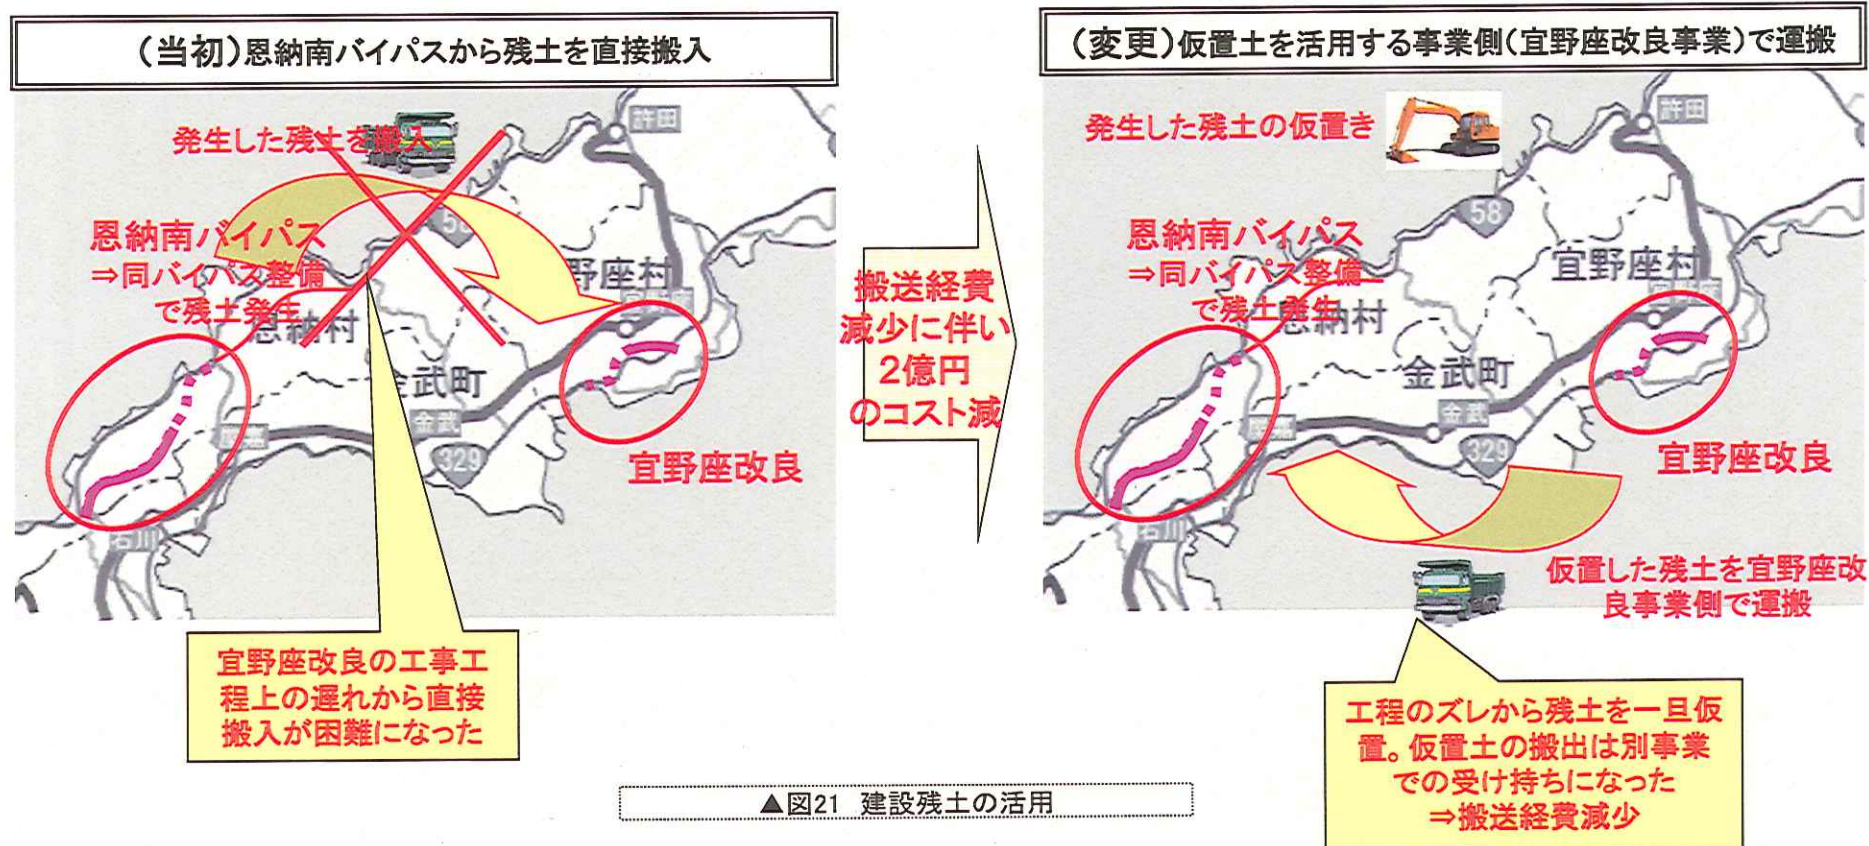 (当初)恩納南バイパスから残土を直接搬入
発生した残土を搬入
恩納南バイパス
⇒同バイパス整備
で残土発生
許田
58
野座村
恩納村
金武町
金武
329
石川
宜野座改良
宜野座改良の工事工
程上の遅れから直接
搬入が困難になった
搬送経費
減少に伴い
2億円
のコスト減
(変更)仮置土を活用する事業側(宜野座改良事業)で運搬
発生した残土の仮置き
恩納南バイパス
⇒同バイパス整備
で残土発生
許田
58
宜野座村
恩納村
金武町
金武
329
石川
宜野座改良
仮置した残土を宜野座改
良事業側で運搬
工程のズレから残土を一旦仮
置。仮置土の搬出は別事業
での受け持ちになった
⇒搬送経費減少
▲図21 建設残土の活用